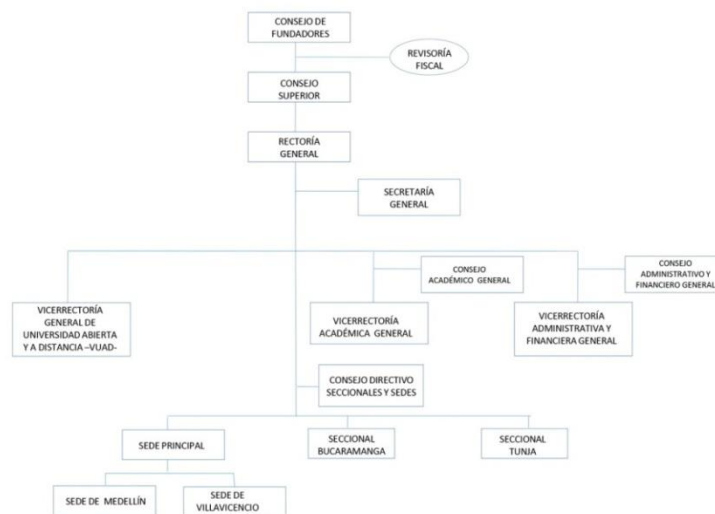 CONSEJO DE
FUNDADORES
REVISORÍA
FISCAL
CONSEJO
SUPERIOR
RECTORÍA
GENERAL
SECRETARÍA
GENERAL
CONSEJO
ACADÉMICO GENERAL
CONSEJO
ADMINISTRATIVO Y
FINANCIERO GENERAL
VICERRECTORÍA
GENERAL DE
UNIVERSIDAD ABIERTA
Y A DISTANCIA –VUAD-
VICERRECTORÍA
ACADÉMICA GENERAL
VICERRECTORÍA
ADMINISTRATIVA Y
FINANCIERA GENERAL
CONSEJO DIRECTIVO
SECCIONALES Y SEDES
SEDE PRINCIPAL
SECCIONAL
BUCARAMANGA
SECCIONAL
TUNJA
SEDE DE MEDELLÍN
SEDE DE
VILLAVICENCIO